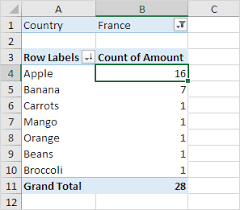 A B C
1 Country France
2
3 Row Labels Count of Amount
4 Apple 16
5 Banana 7
6 Carrots 1
7 Mango 1
8 Orange 1
9 Beans 1
10 Broccoli 1
11 Grand Total 28
12